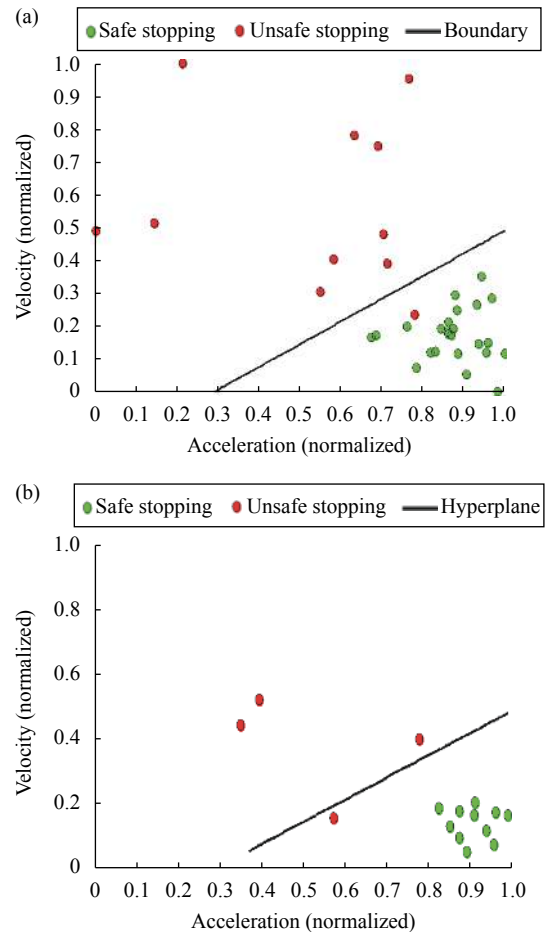 (a)
Safe stopping Unsafe stopping Boundary
1.0
0.9
0.8
0.7
0.6
0.5
0.4
0.3
0.2
0.1
0
Velocity (normalized)
0 0.1 0.2 0.3 0.4 0.5 0.6 0.7 0.8 0.9 1.0
Acceleration (normalized)
(b)
Safe stopping Unsafe stopping Hyperplane
1.0
0.8
0.6
0.4
0.2
0
Velocity (normalized)
0 0.1 0.2 0.3 0.4 0.5 0.6 0.7 0.8 0.9 1.0
Acceleration (normalized)